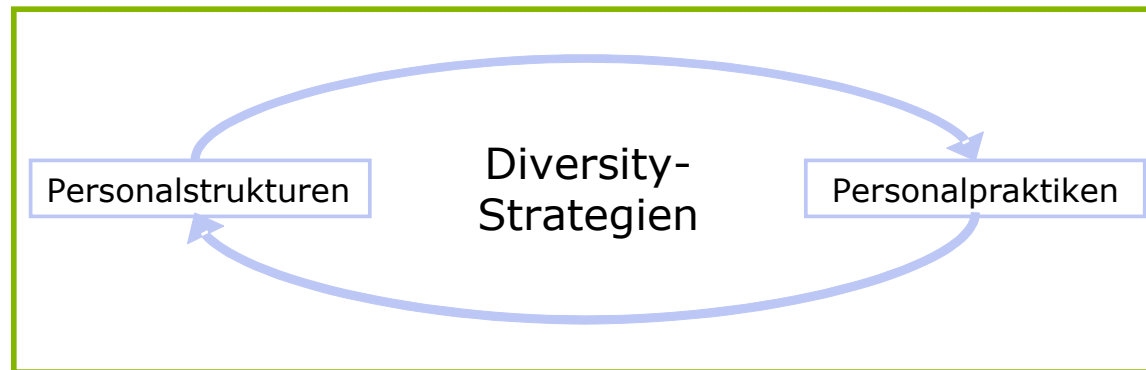 Diversity-
Strategien
Personalstrukturen
Personalpraktiken